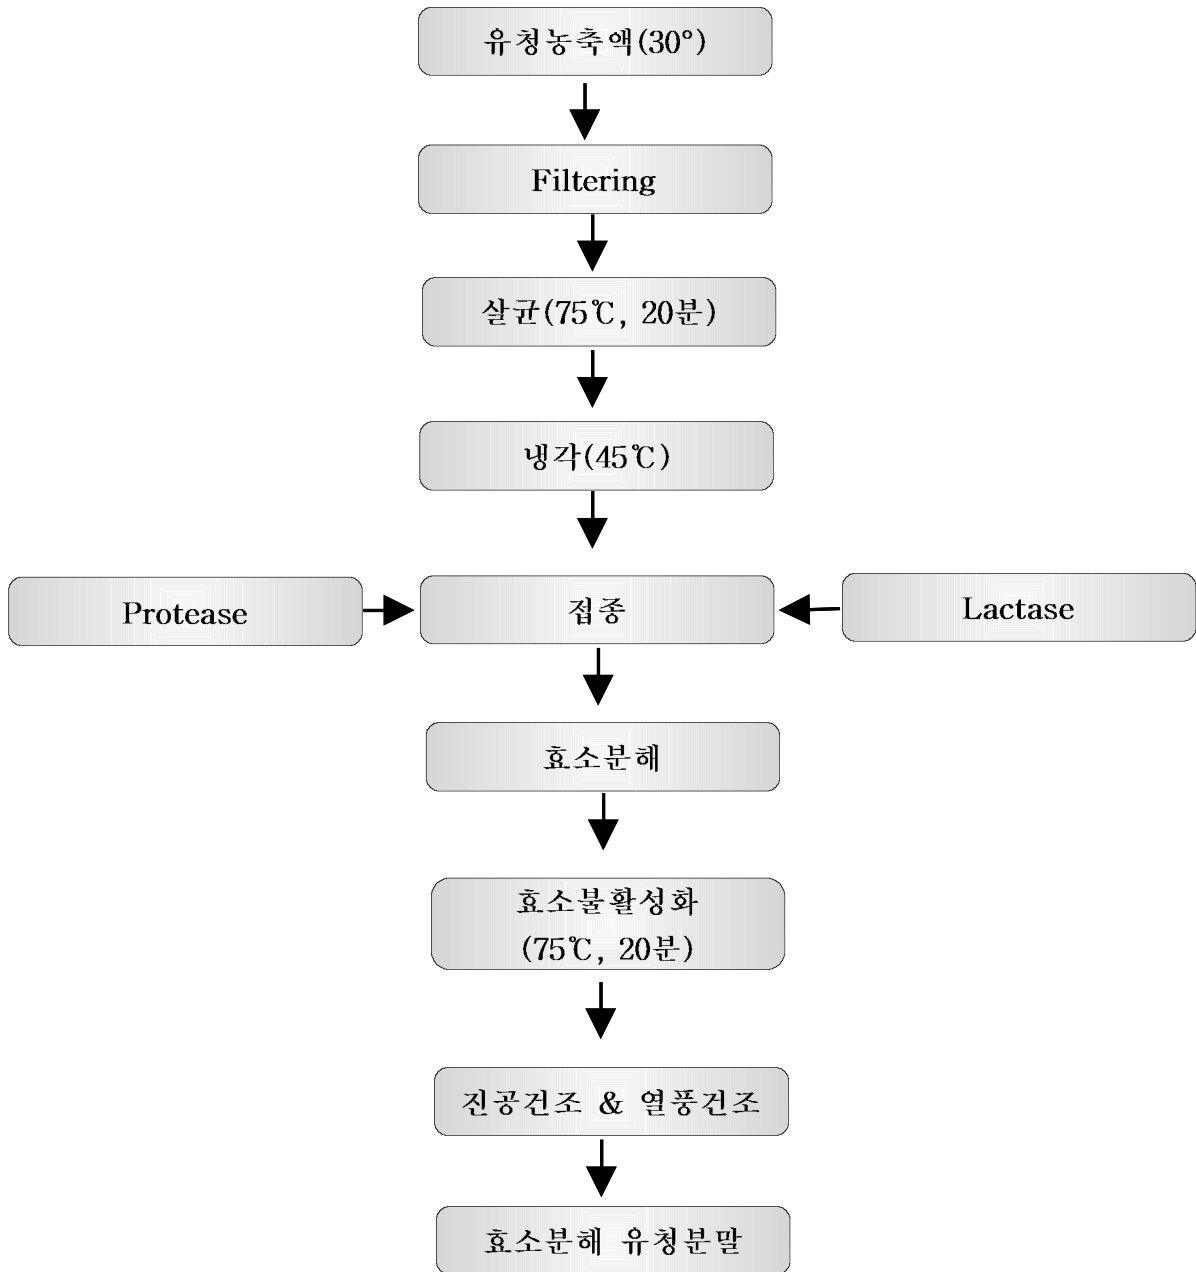 유청농축액(30°)
Filtering
살균(75℃, 20분)
냉각(45℃)
Protease
접종
Lactase
효소분해
효소불활성화
(75℃, 20분)
진공건조 & 열풍건조
효소분해 유청분말